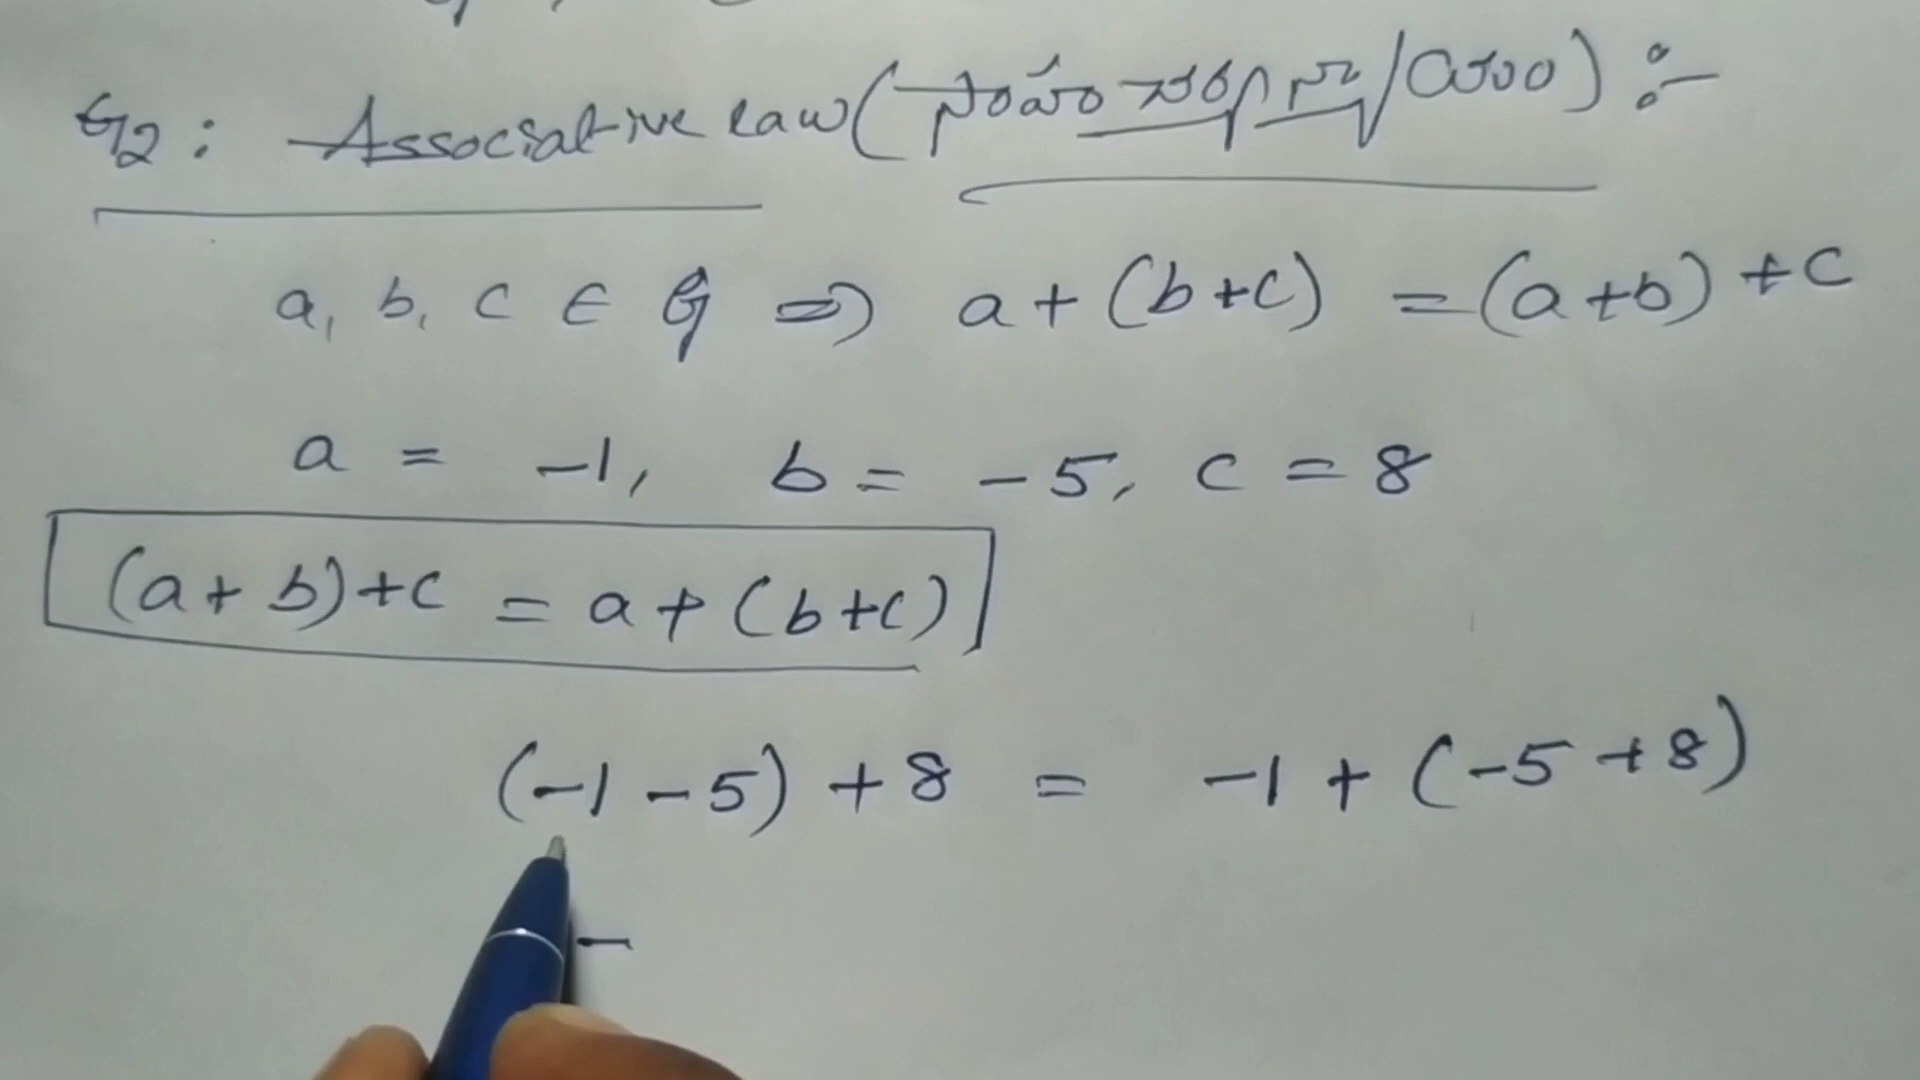 G2: Associative law ( / ) :-
a, b, c ∈ G ⇒ a + (b+c) = (a+b) + c
a = -1, b = -5, c = 8
(a + b) + c = a + (b+c)
(-1 -5) + 8 = -1 + (-5 +8)
-